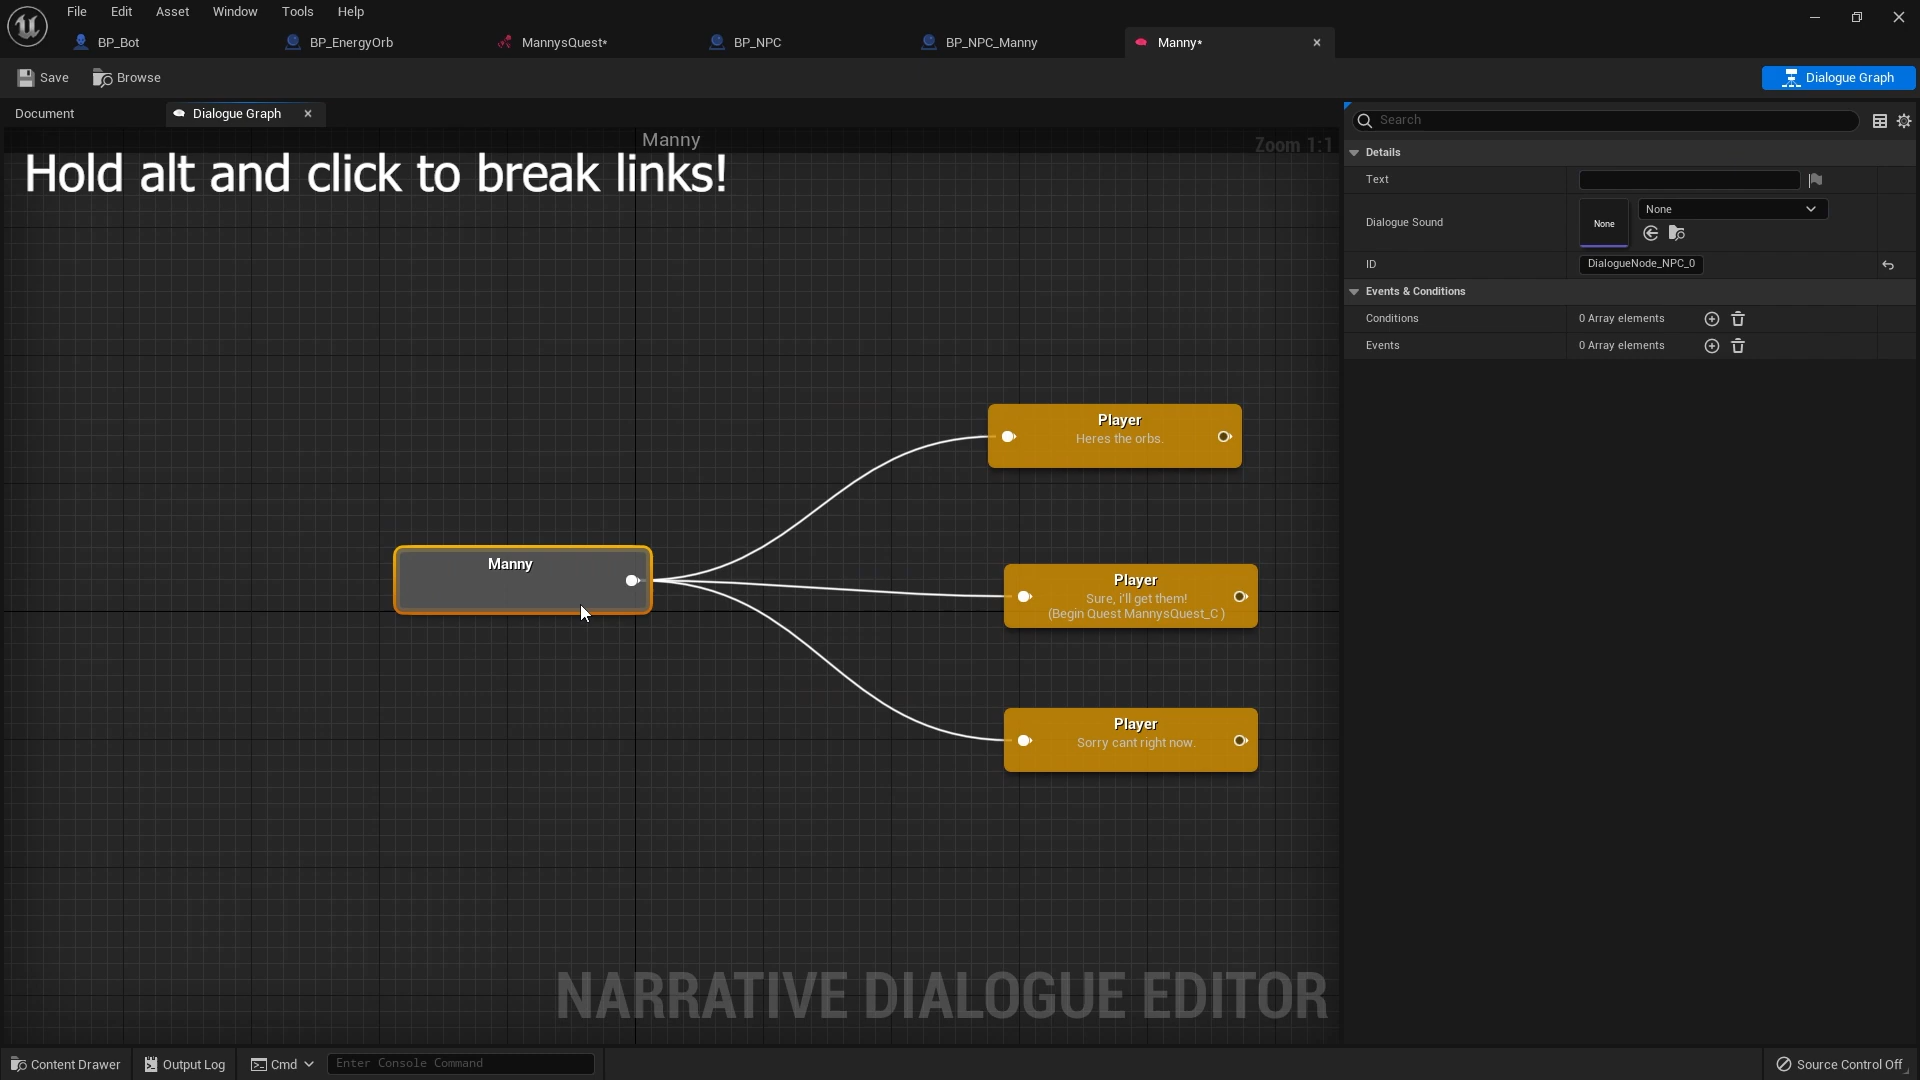 File Edit Asset Window Tools Help
BP_Bot BP_EnergyOrb MannysQuest* BP_NPC BP_NPC_Manny Manny*
Save Browse Dialogue Graph
Document Dialogue Graph
Manny
Zoom 1:1
Hold alt and click to break links!
Manny
Player
Heres the orbs.
Player
Sure, i'll get them!
(Begin Quest MannysQuest_C )
Player
Sorry cant right now.
NARRATIVE DIALOGUE EDITOR
Search
Details
Text
Dialogue Sound None None
ID DialogueNode_NPC_0
Events & Conditions
Conditions 0 Array elements
Events 0 Array elements
Content Drawer Output Log Cmd Enter Console Command Source Control Off